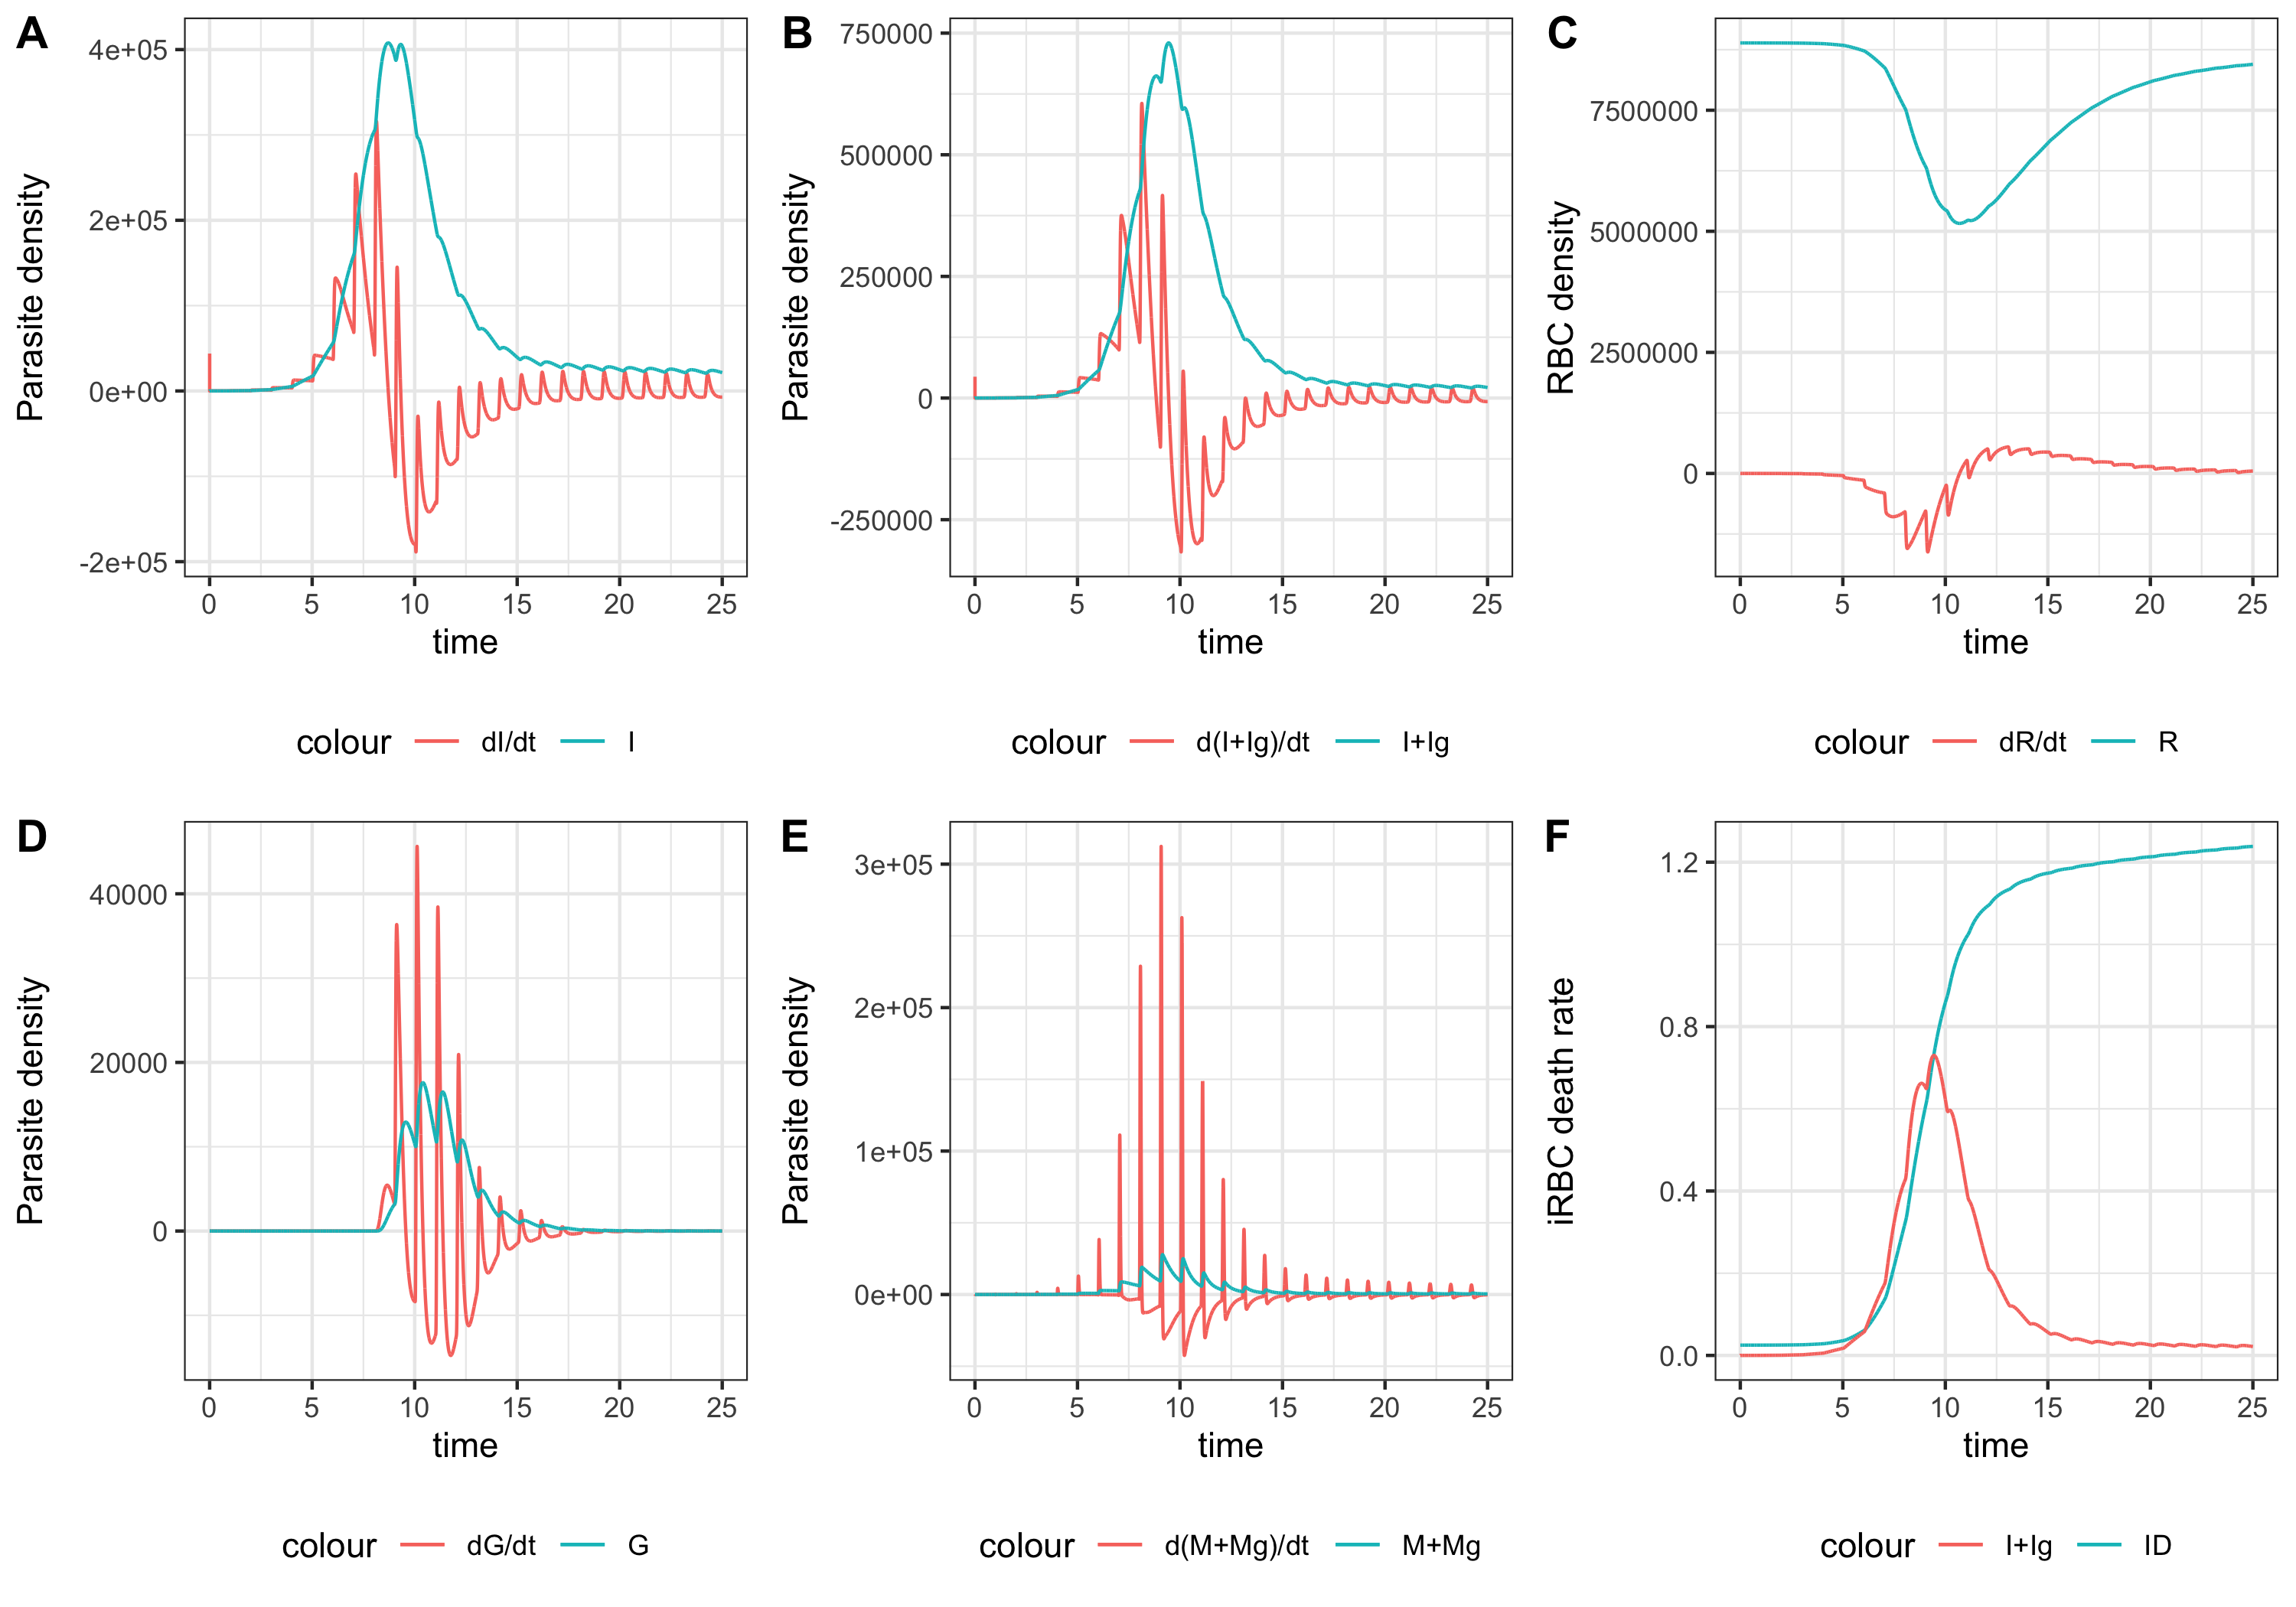 A
Parasite density
4e+05
2e+05
0e+00
-2e+05
0 5 10 15 20 25
time
colour dI/dt I
B
Parasite density
750000
500000
250000
0
-250000
0 5 10 15 20 25
time
colour d(I+Ig)/dt I+Ig
C
RBC density
7500000
5000000
2500000
0
0 5 10 15 20 25
time
colour dR/dt R
D
Parasite density
40000
20000
0
0 5 10 15 20 25
time
colour dG/dt G
E
Parasite density
3e+05
2e+05
1e+05
0e+00
0 5 10 15 20 25
time
colour d(M+Mg)/dt M+Mg
F
iRBC death rate
1.2
0.8
0.4
0.0
0 5 10 15 20 25
time
colour I+Ig ID